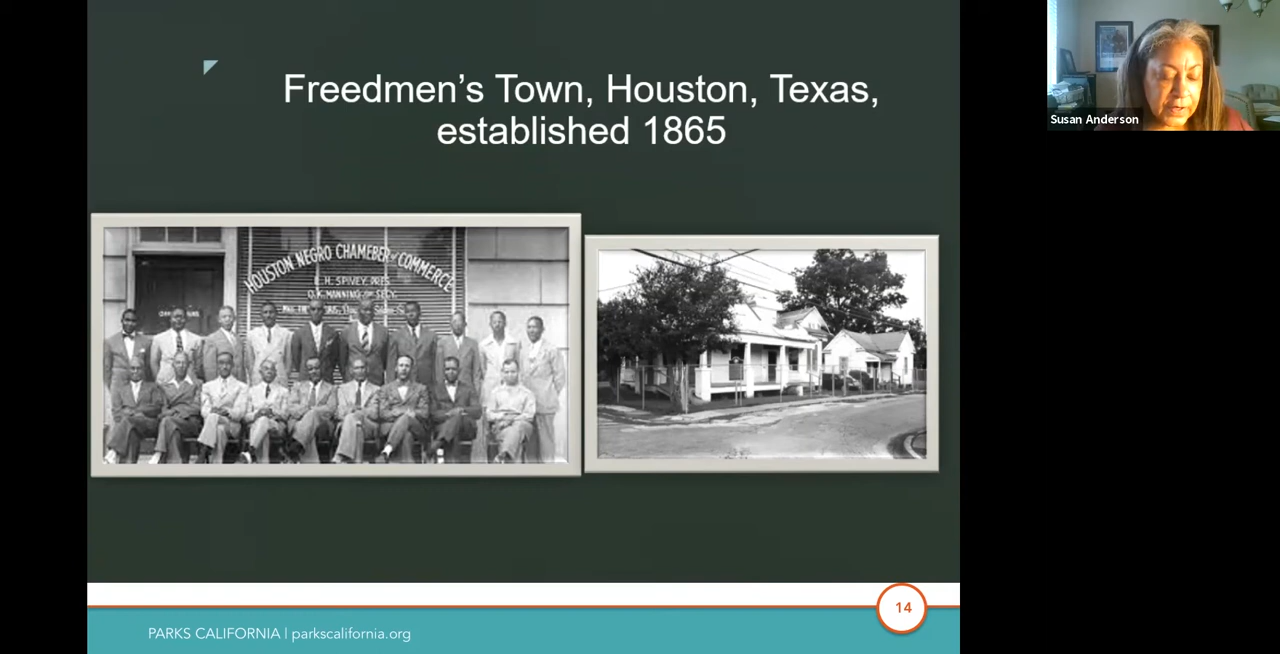 Freedmen's Town, Houston, Texas,
established 1865
Susan Anderson
HOUSTON NEGRO CHAMBER of COMMERCE
E.H. SPIVEY, PRES.
O.K. MANNING
SECY.
14
PARKS CALIFORNIA | parkscalifornia.org